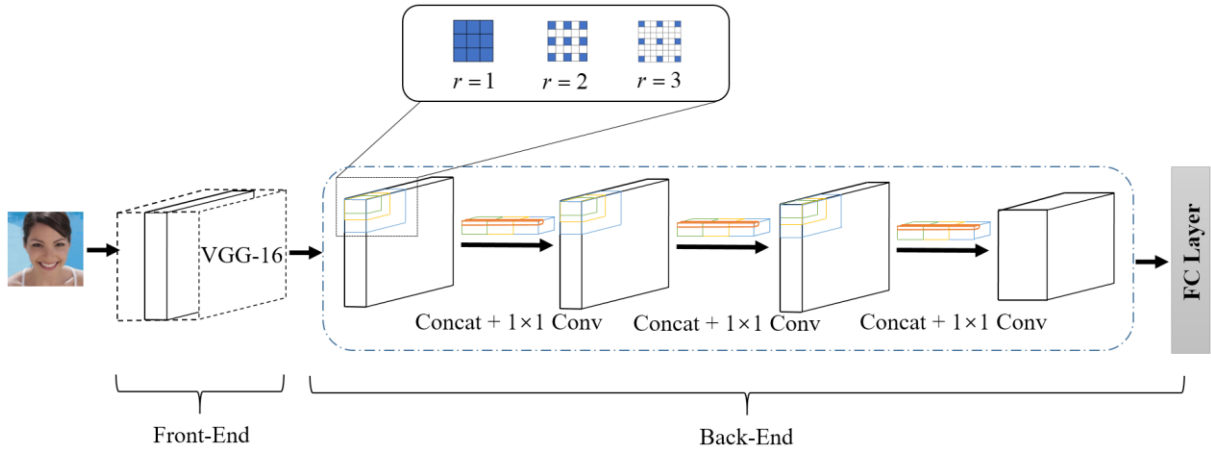 r = 1
r = 2
r = 3
VGG-16
Concat + 1×1 Conv
Concat + 1×1 Conv
Concat + 1×1 Conv
FC Layer
Front-End
Back-End